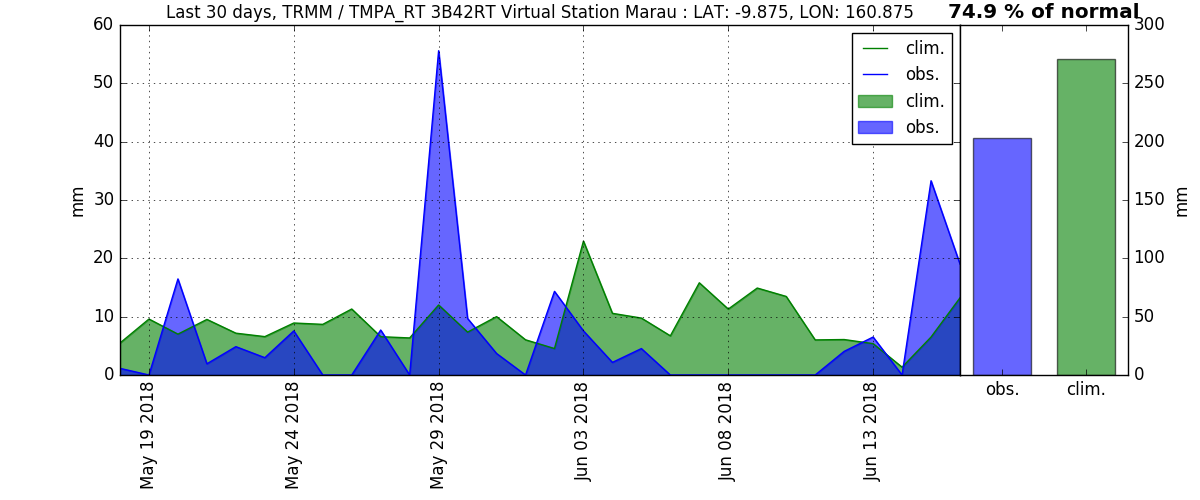 Last 30 days, TRMM / TMPA_RT 3B42RT Virtual Station Marau : LAT: -9.875, LON: 160.875
74.9 % of normal
60
50
40
30
20
10
0
mm
clim.
obs.
clim.
obs.
May 19 2018
May 24 2018
May 29 2018
Jun 03 2018
Jun 08 2018
Jun 13 2018
300
250
200
150
100
50
0
mm
obs.
clim.